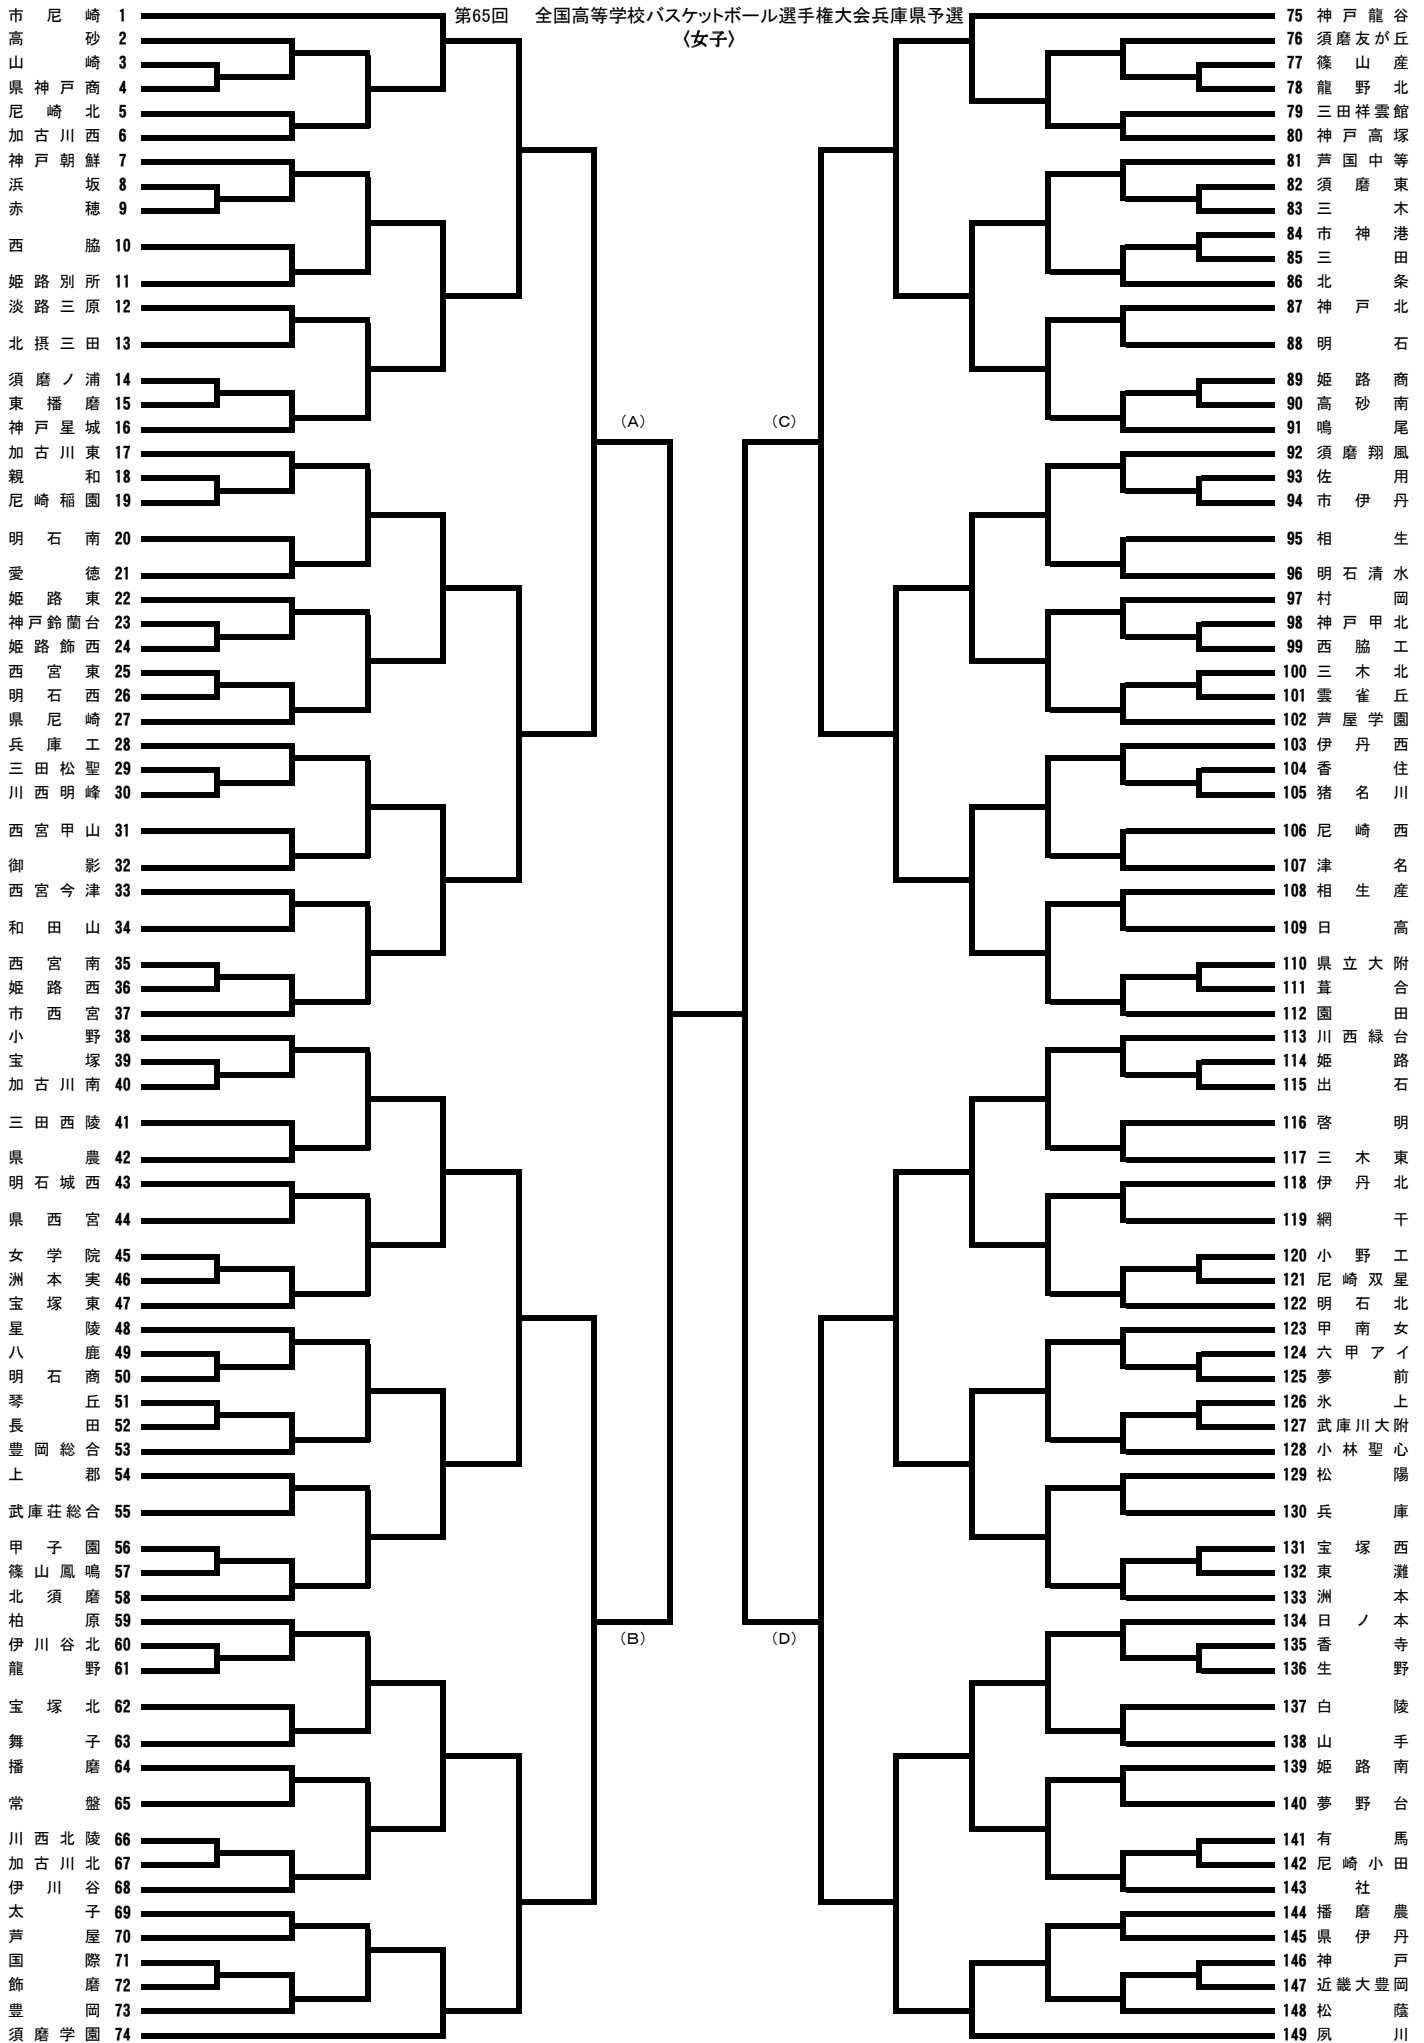 第65回 全国高等学校バスケットボール選手権大会兵庫県予選
〈女子〉
市尼崎 1
高砂 2
山崎 3
県神戸商 4
尼崎北 5
加古川西 6
神戸朝鮮 7
浜坂 8
赤穂 9
西脇 10
姫路別所 11
淡路三原 12
北摂三田 13
須磨ノ浦 14
東播磨 15
神戸星城 16
加古川東 17
親和 18
尼崎稲園 19
明石南 20
愛徳 21
姫路東 22
神戸鈴蘭台 23
姫路飾西 24
西宮東 25
明石西 26
県尼崎 27
兵庫工 28
三田松聖 29
川西明峰 30
西宮甲山 31
御影 32
西宮今津 33
和田山 34
西宮南 35
姫路西 36
市西宮 37
小野 38
宝塚 39
加古川南 40
三田西陵 41
県農 42
明石城西 43
県西宮 44
女学院 45
洲本実 46
宝塚東 47
星陵 48
八鹿 49
明石商 50
琴丘 51
長田 52
豊岡総合 53
上郡 54
武庫荘総合 55
甲子園 56
篠山鳳鳴 57
北須磨 58
柏原 59
伊川谷北 60
龍野 61
宝塚北 62
舞子 63
播磨 64
常盤 65
川西北陵 66
加古川北 67
伊川谷 68
太子 69
芦屋 70
国際 71
飾磨 72
豊岡 73
須磨学園 74
(A)
(B)
(C)
(D)
75 神戸龍谷
76 須磨友が丘
77 篠山産
78 龍野北
79 三田祥雲館
80 神戸高塚
81 芦国中等
82 須磨東
83 三木
84 市神港
85 三田
86 北条
87 神戸北
88 明石
89 姫路商
90 高砂南
91 鳴尾
92 須磨翔風
93 佐用
94 市伊丹
95 相生
96 明石清水
97 村岡
98 神戸甲北
99 西脇工
100 三木北
101 雲雀丘
102 芦屋学園
103 伊丹西
104 香住
105 猪名川
106 尼崎西
107 津名
108 相生産
109 日高
110 県立大附
111 葺合
112 園田
113 川西緑台
114 姫路
115 出石
116 啓明
117 三木東
118 伊丹北
119 網干
120 小野工
121 尼崎双星
122 明石北
123 甲南女
124 六甲アイ
125 夢前
126 氷上
127 武庫川大附
128 小林聖心
129 松陽
130 兵庫
131 宝塚西
132 東灘
133 洲本
134 日ノ本
135 香寺
136 生野
137 白陵
138 山手
139 姫路南
140 夢野台
141 有馬
142 尼崎小田
143 社
144 播磨農
145 県伊丹
146 神戸
147 近畿大豊岡
148 松蔭
149 夙川